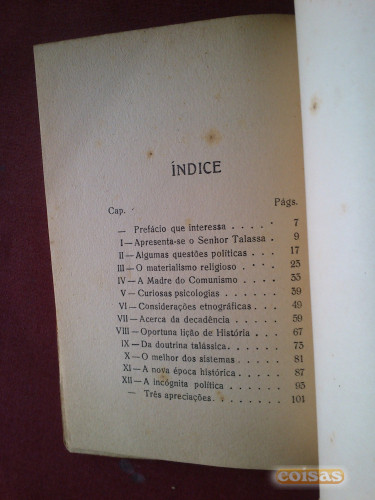 ÍNDICE
Cap. Págs.
— Prefácio que interessa . . . . . 7
I—Apresenta-se o Senhor Talassa . 9
II—Algumas questões políticas . . . 17
III—O materialismo religioso . . . . 23
IV—A Madre do Comunismo . . . . 33
V—Curiosas psicologias . . . . . 39
VI—Considerações etnográficas . . . 49
VII—Acerca da decadência . . . . 59
VIII—Oportuna lição de História . . . 67
IX—Da doutrina talássica . . . . . 73
X—O melhor dos sistemas . . . . 81
XI—A nova época histórica . . . . 87
XII—A incógnita política . . . . . 93
— Três apreciações . . . . . . 101
coisas